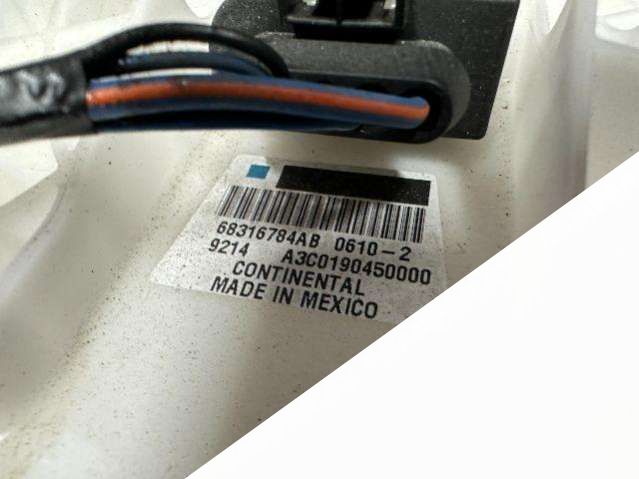 68316784AB 0610-2
9214 A3C0190450000
CONTINENTAL
MADE IN MEXICO